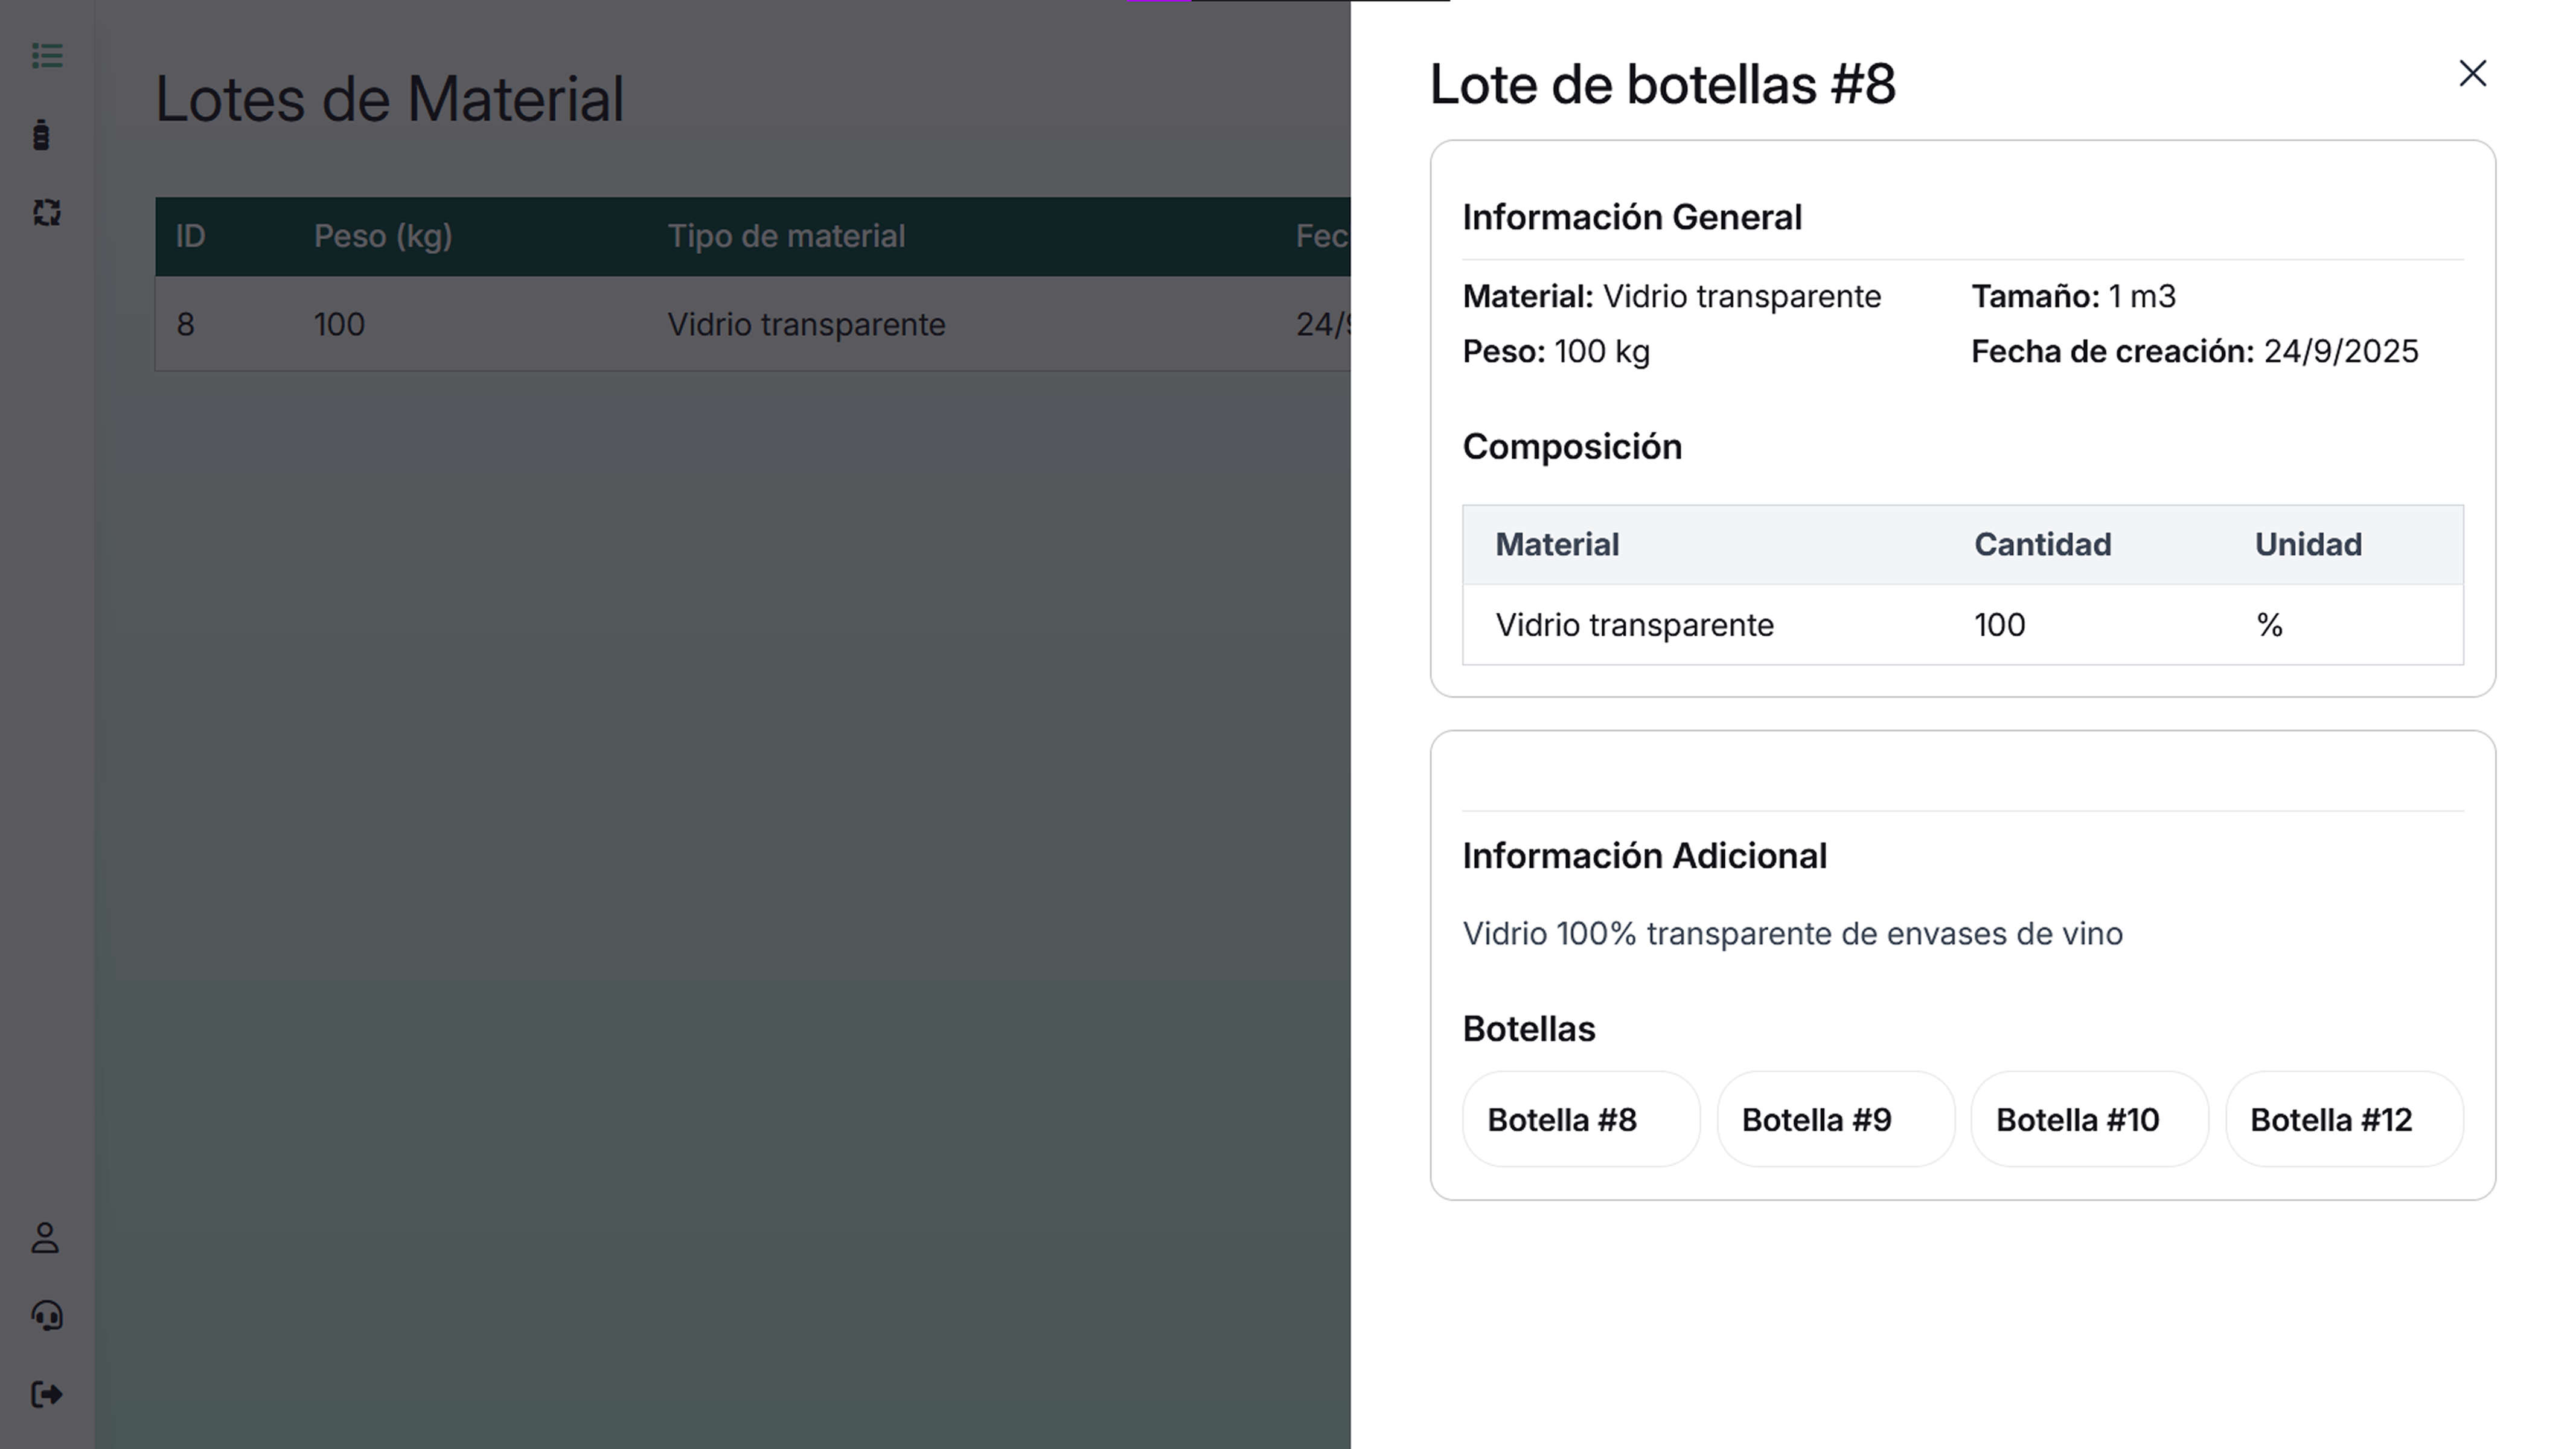 Lotes de Material
ID Peso (kg) Tipo de material Fec
8 100 Vidrio transparente 24/9
Lote de botellas #8
Información General
Material: Vidrio transparente Tamaño: 1 m3
Peso: 100 kg Fecha de creación: 24/9/2025
Composición
Material Cantidad Unidad
Vidrio transparente 100 %
Información Adicional
Vidrio 100% transparente de envases de vino
Botellas
Botella #8 Botella #9 Botella #10 Botella #12